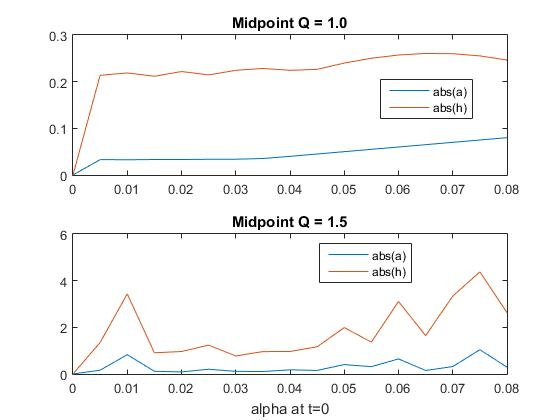 Midpoint Q = 1.0
0.3
0.2
0.1
0
abs(a)
abs(h)
0 0.01 0.02 0.03 0.04 0.05 0.06 0.07 0.08
Midpoint Q = 1.5
6
4
2
0
abs(a)
abs(h)
0 0.01 0.02 0.03 0.04 0.05 0.06 0.07 0.08
alpha at t=0